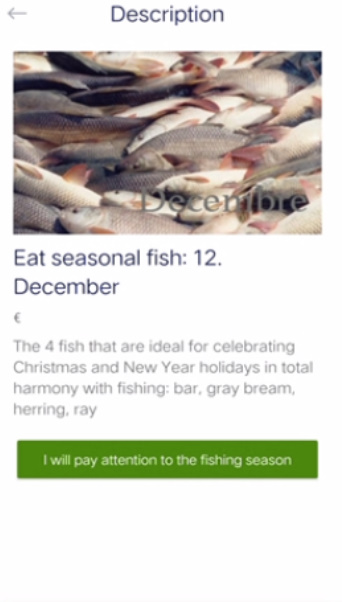 Description
Decembre
Eat seasonal fish: 12.
December
€
The 4 fish that are ideal for celebrating
Christmas and New Year holidays in total
harmony with fishing: bar, gray bream,
herring, ray
I will pay attention to the fishing season